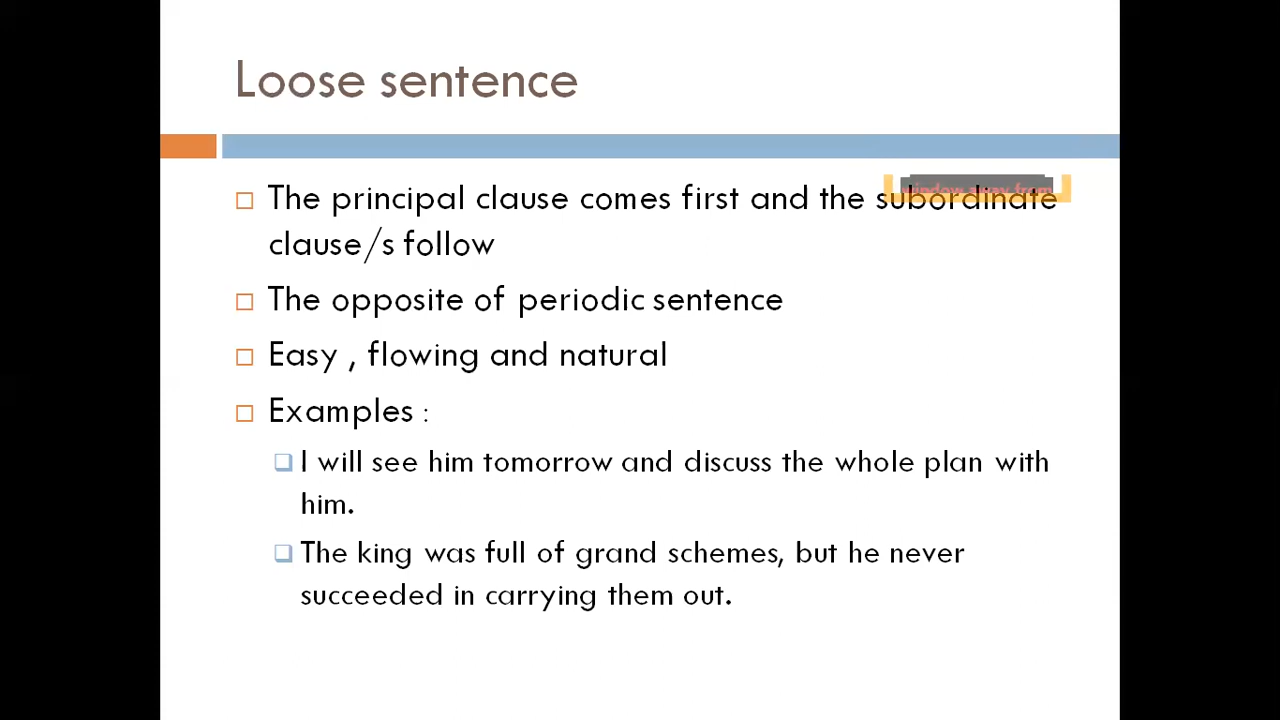 Loose sentence
The principal clause comes first and the subordinate
clause/s follow
The opposite of periodic sentence
Easy , flowing and natural
Examples :
I will see him tomorrow and discuss the whole plan with
him.
The king was full of grand schemes, but he never
succeeded in carrying them out.